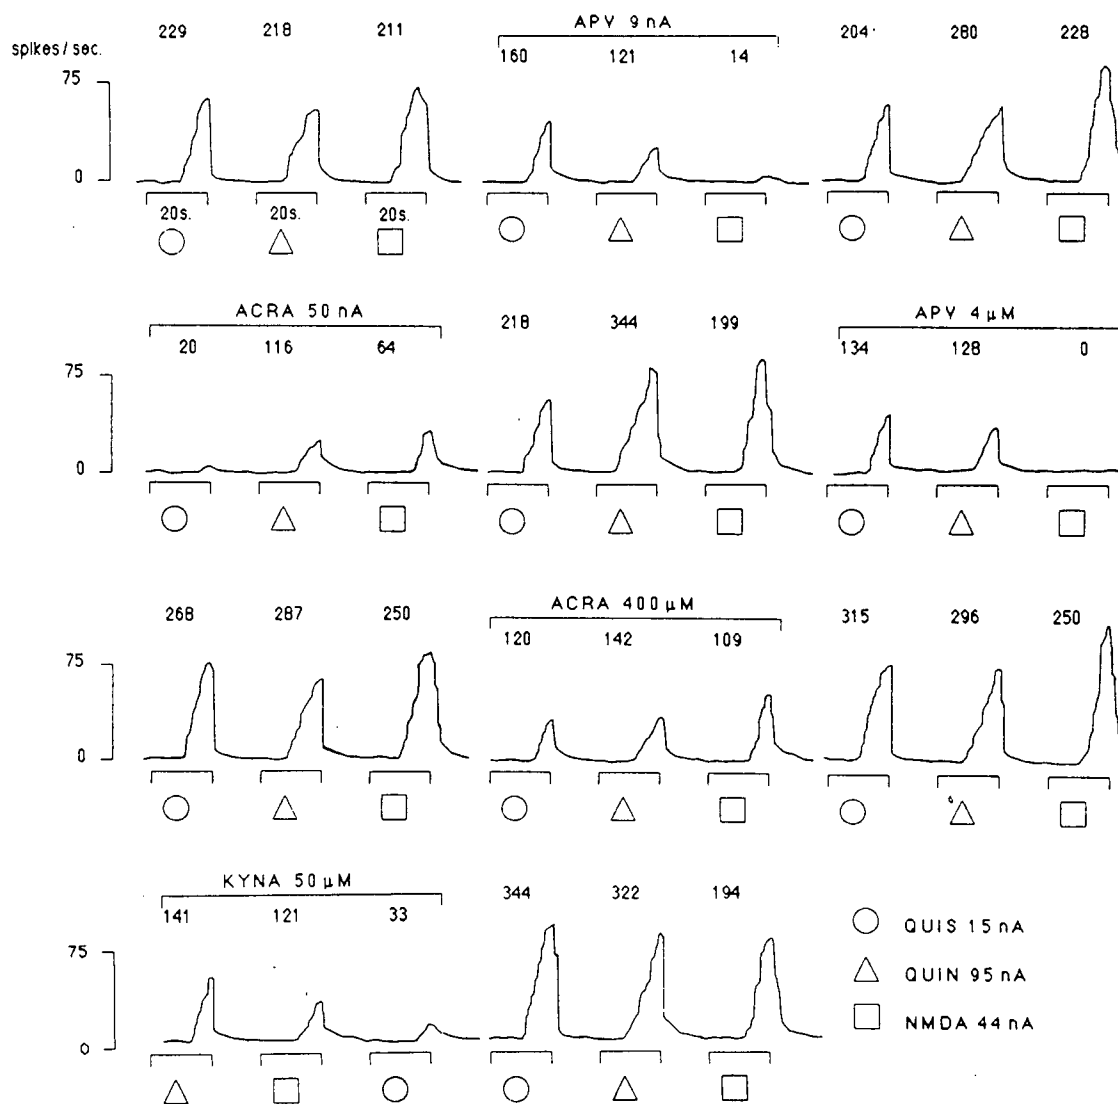 229 218 211 APV 9 nA 204 280 228
spikes / sec.
160 121 14
75
0
20s. 20s. 20s.
ACRA 50 nA 218 344 199 APV 4 μM
20 116 64 134 128 0
75
0
268 287 250 ACRA 400 μM 315 296 250
120 142 109
75
0
KYNA 50 μM 344 322 194
141 121 33
QUIS 15 nA
75
QUIN 95 nA
NMDA 44 nA
0